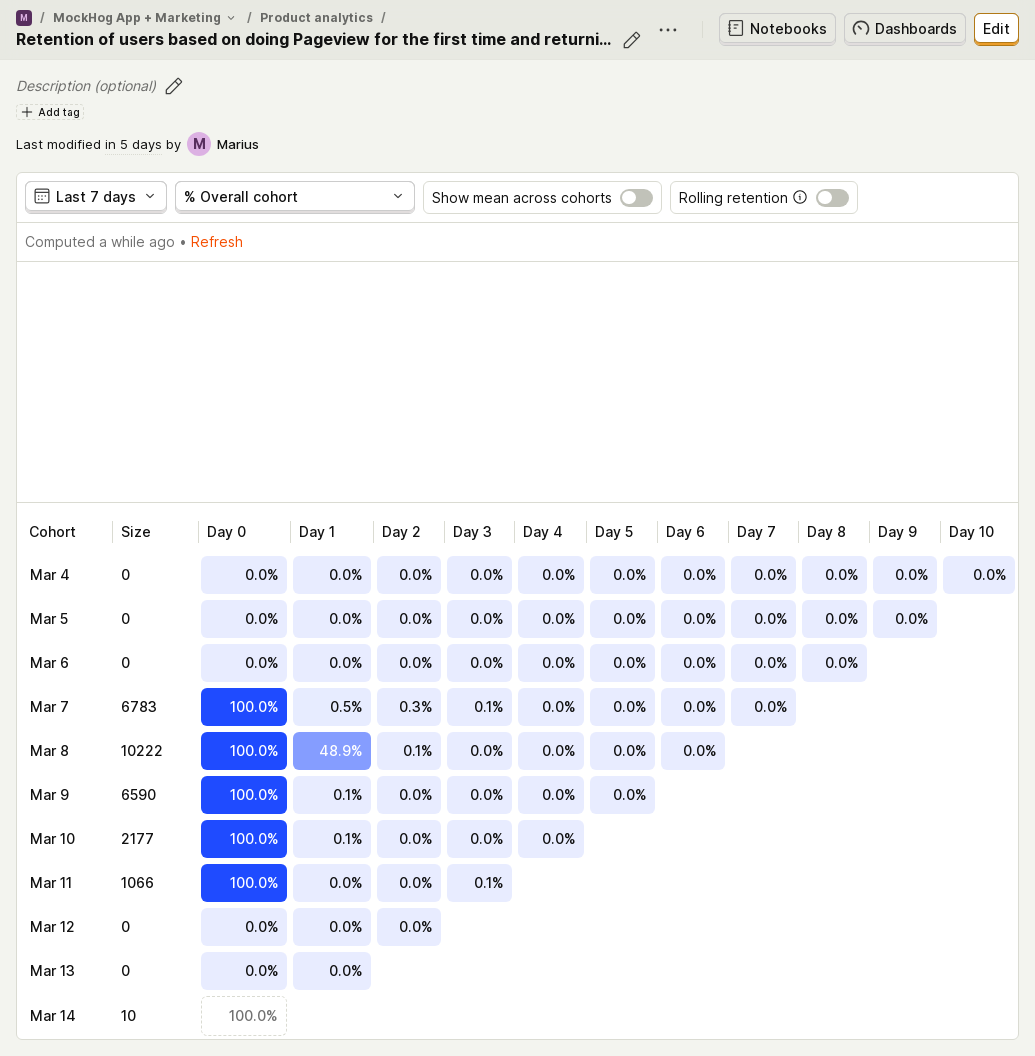 M / MockHog App + Marketing / Product analytics /
Retention of users based on doing Pageview for the first time and returni...
Notebooks Dashboards Edit
Description (optional)
Add tag
Last modified in 5 days by M Marius
Last 7 days % Overall cohort Show mean across cohorts Rolling retention
Computed a while ago • Refresh
Cohort Size Day 0 Day 1 Day 2 Day 3 Day 4 Day 5 Day 6 Day 7 Day 8 Day 9 Day 10
Mar 4 0 0.0% 0.0% 0.0% 0.0% 0.0% 0.0% 0.0% 0.0% 0.0% 0.0% 0.0%
Mar 5 0 0.0% 0.0% 0.0% 0.0% 0.0% 0.0% 0.0% 0.0% 0.0% 0.0%
Mar 6 0 0.0% 0.0% 0.0% 0.0% 0.0% 0.0% 0.0% 0.0% 0.0%
Mar 7 6783 100.0% 0.5% 0.3% 0.1% 0.0% 0.0% 0.0% 0.0%
Mar 8 10222 100.0% 48.9% 0.1% 0.0% 0.0% 0.0% 0.0%
Mar 9 6590 100.0% 0.1% 0.0% 0.0% 0.0% 0.0%
Mar 10 2177 100.0% 0.1% 0.0% 0.0% 0.0%
Mar 11 1066 100.0% 0.0% 0.0% 0.1%
Mar 12 0 0.0% 0.0% 0.0%
Mar 13 0 0.0% 0.0%
Mar 14 10 100.0%